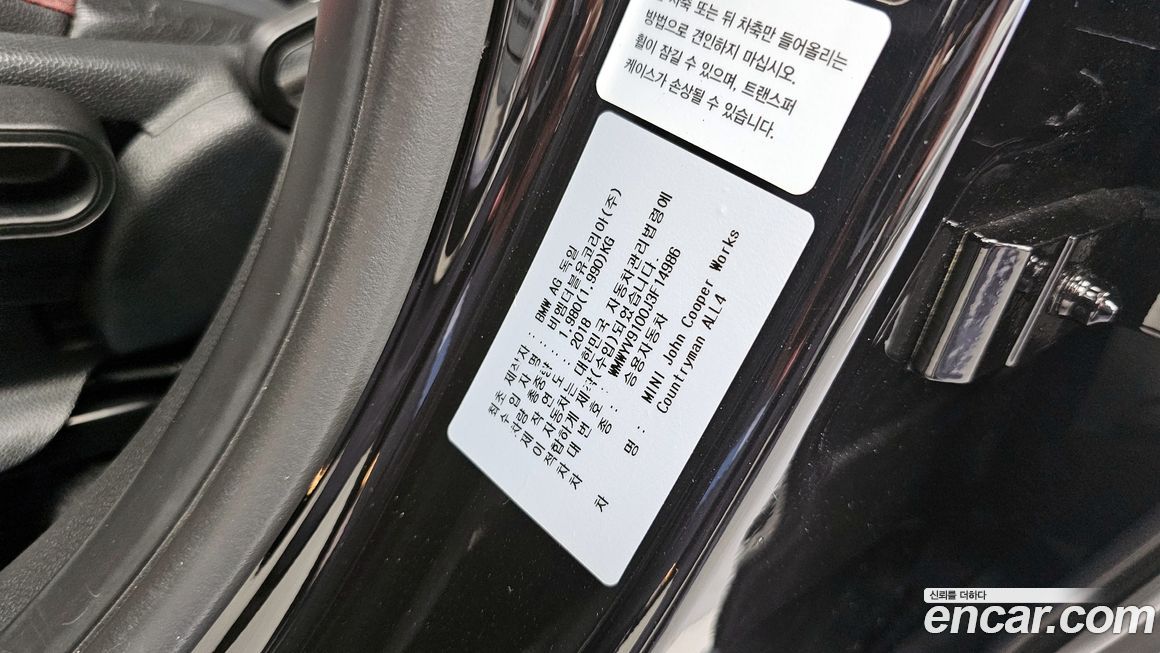 차축 또는 뒤 차축만 들어올리는
방법으로 견인하지 마십시오.
휠이 잠길 수 있으며, 트랜스퍼
케이스가 손상될 수 있습니다.
최초 제작자 : BMW AG 독일
수입자명 : 비엠더블유코리아(주)
차량총중량 : 1.980(1.990)KG
제작연도 : 2018
이 자동차는 대한민국 자동차관리법령에
적합하게 제작(수입)되었습니다.
차대번호 : WMWYV9100J3F14986
차종 : 승용자동차
차명 : MINI John Cooper Works
Countryman ALL4
신뢰를 더하다
encar.com